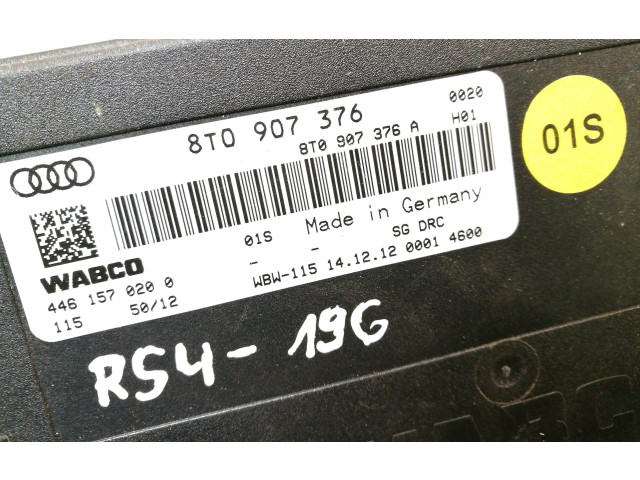 8T0 907 376
0020
8T0 907 376 A
H01
01S
Made in Germany
- -
SG DRC
WABCO
446 157 020 0
115 50/12
WBW-115 14.12.12 0001 4600
01S
RS4-19G